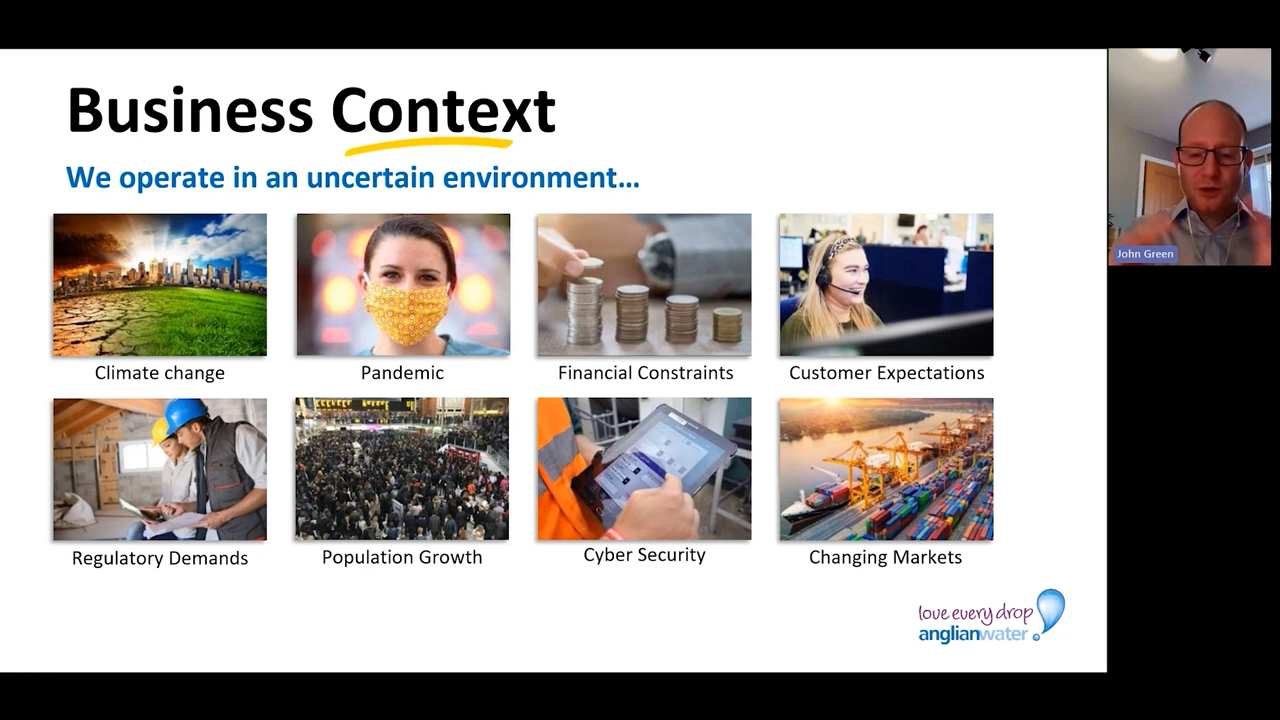 Business Context
We operate in an uncertain environment…
Climate change
Pandemic
Financial Constraints
Customer Expectations
Regulatory Demands
Population Growth
Cyber Security
Changing Markets
love every drop
anglianwater
John Green